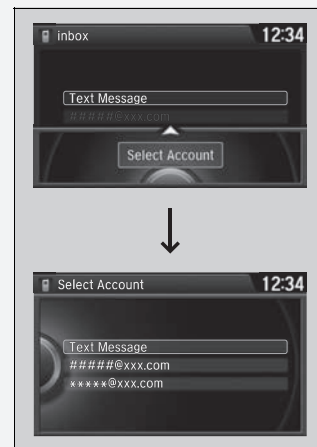 inbox
12:34
Text Message
#####@xxx.com
Select Account
Select Account
12:34
Text Message
#####@xxx.com
*****@xxx.com